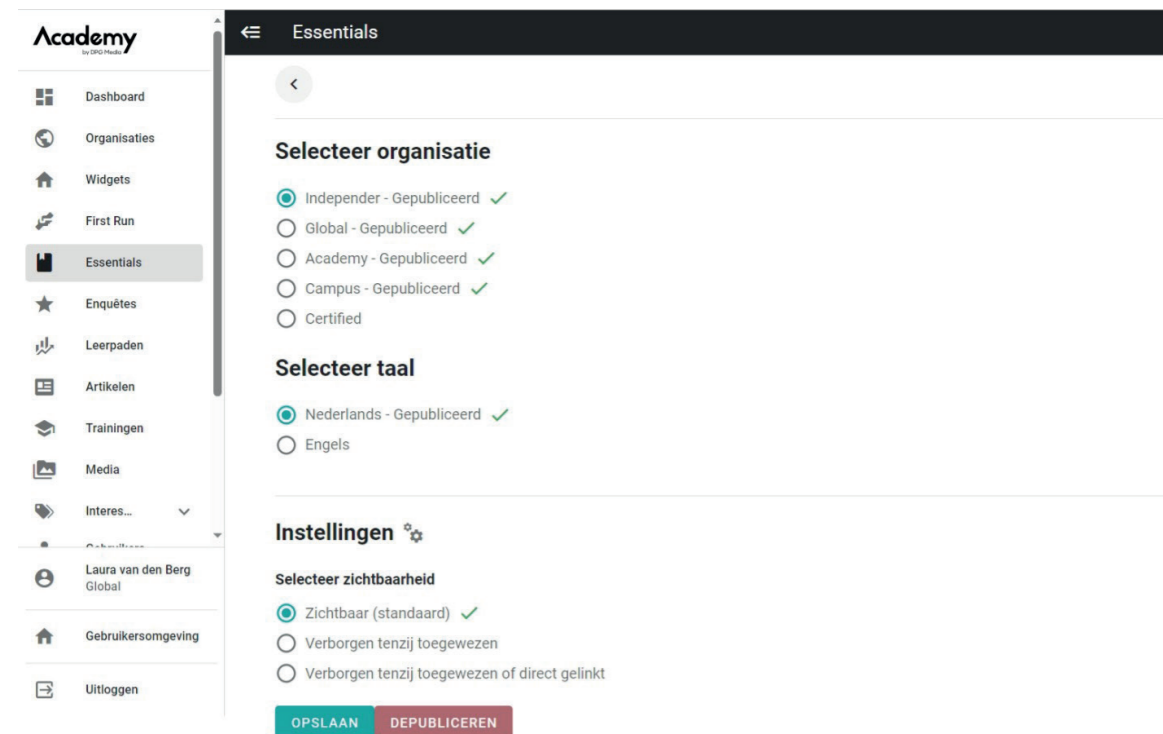 Academy
by DPG Media
Dashboard
Organisaties
Widgets
First Run
Essentials
Enquêtes
Leerpaden
Artikelen
Trainingen
Media
Interes...
Laura van den Berg
Global
Gebruikersomgeving
Uitloggen
Essentials
Selecteer organisatie
Independer - Gepubliceerd
Global - Gepubliceerd
Academy - Gepubliceerd
Campus - Gepubliceerd
Certified
Selecteer taal
Nederlands - Gepubliceerd
Engels
Instellingen
Selecteer zichtbaarheid
Zichtbaar (standaard)
Verborgen tenzij toegewezen
Verborgen tenzij toegewezen of direct gelinkt
OPSLAAN DEPUBLICEREN